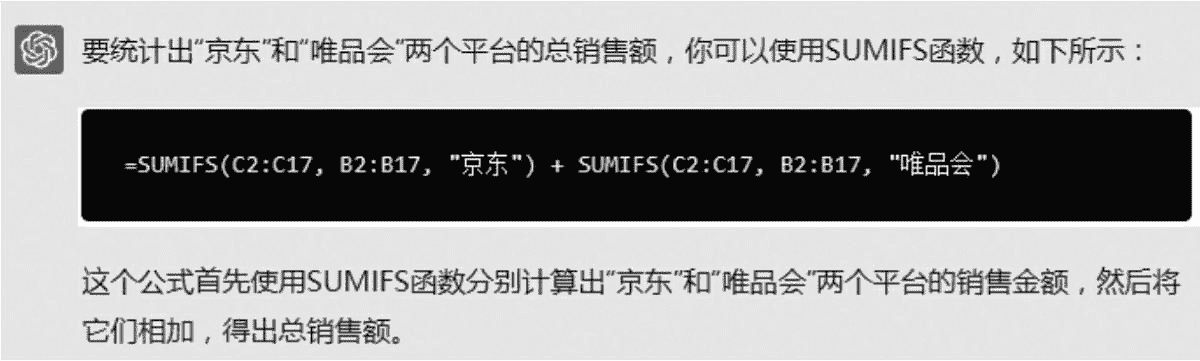 要统计出“京东”和“唯品会”两个平台的总销售额，你可以使用SUMIFS函数，如下所示：
=SUMIFS(C2:C17, B2:B17, "京东") + SUMIFS(C2:C17, B2:B17, "唯品会")
这个公式首先使用SUMIFS函数分别计算出“京东”和“唯品会”两个平台的销售金额，然后将
它们相加，得出总销售额。